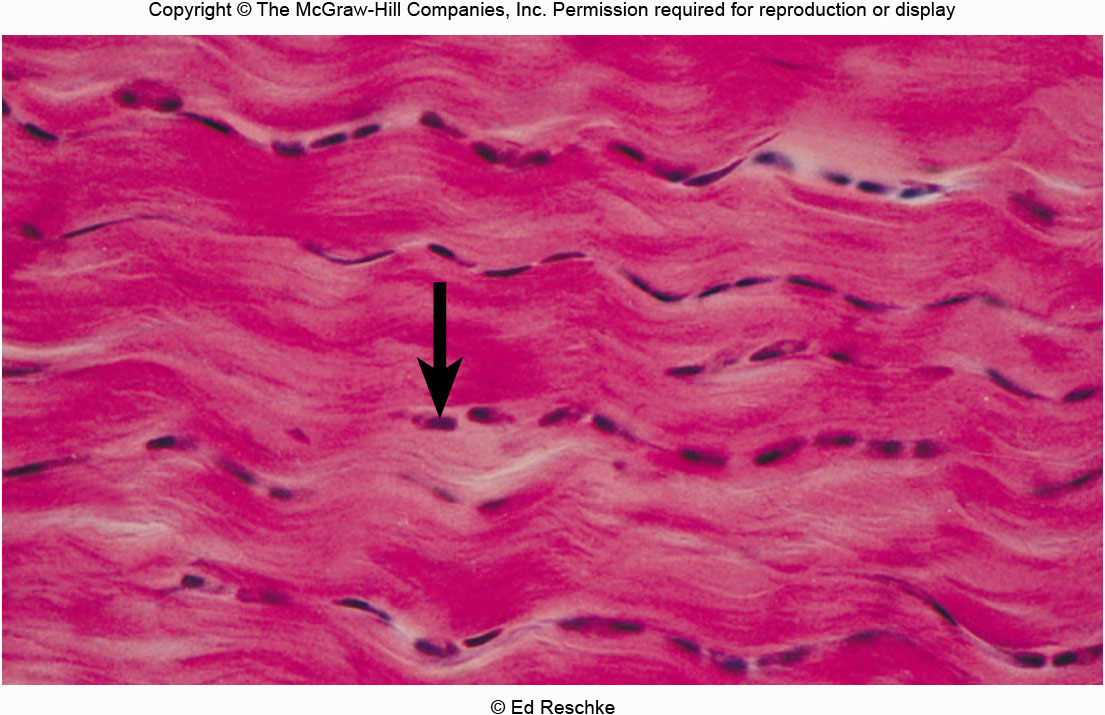 Copyright © The McGraw-Hill Companies, Inc. Permission required for reproduction or display
© Ed Reschke